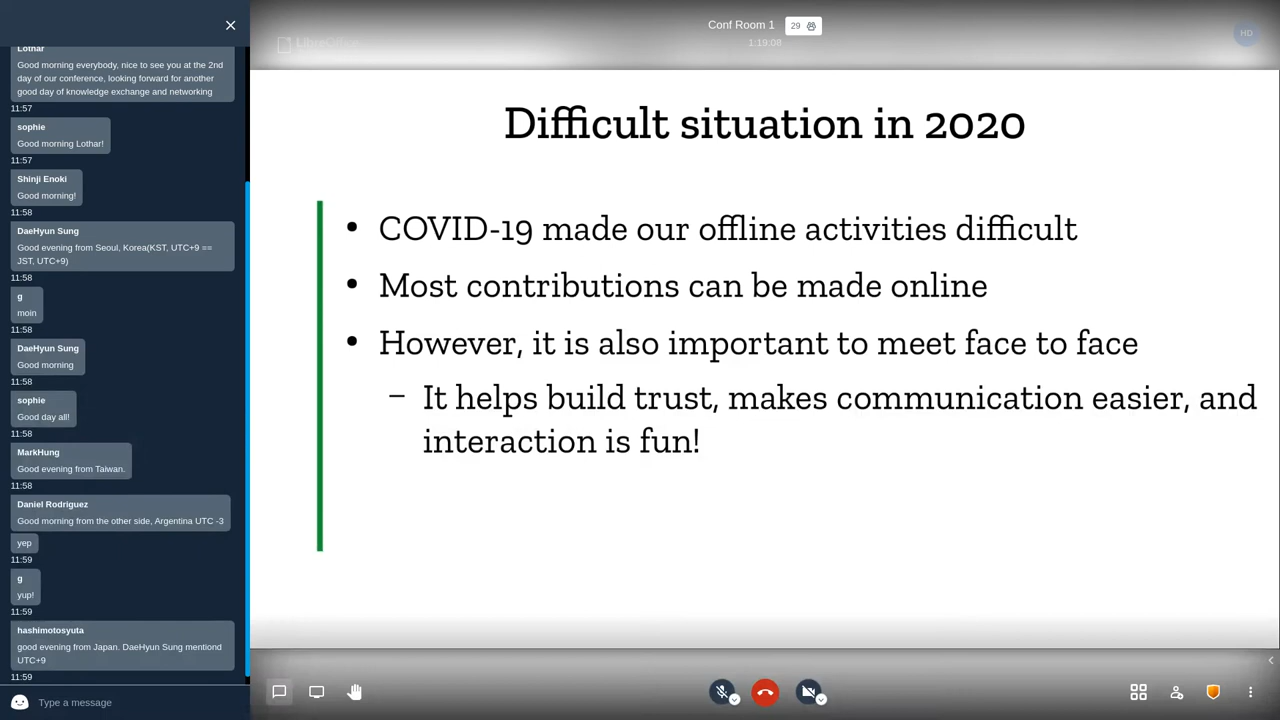 Lothar
Good morning everybody, nice to see you at the 2nd
day of our conference, looking forward for another
good day of knowledge exchange and networking
11:57
sophie
Good morning Lothar!
11:57
Shinji Enoki
Good morning!
11:58
DaeHyun Sung
Good evening from Seoul, Korea(KST, UTC+9 ==
JST, UTC+9)
11:58
g
moin
11:58
DaeHyun Sung
Good morning
11:58
sophie
Good day all!
11:58
MarkHung
Good evening from Taiwan.
11:58
Daniel Rodriguez
Good morning from the other side, Argentina UTC -3
yep
11:59
g
yup!
11:59
hashimotosyuta
good evening from Japan. DaeHyun Sung mentiond
UTC+9
11:59
Type a message
Conf Room 1
29
1:19:08
HD
LibreOffice
Difficult situation in 2020
• COVID-19 made our offline activities difficult
• Most contributions can be made online
• However, it is also important to meet face to face
– It helps build trust, makes communication easier, and
interaction is fun!